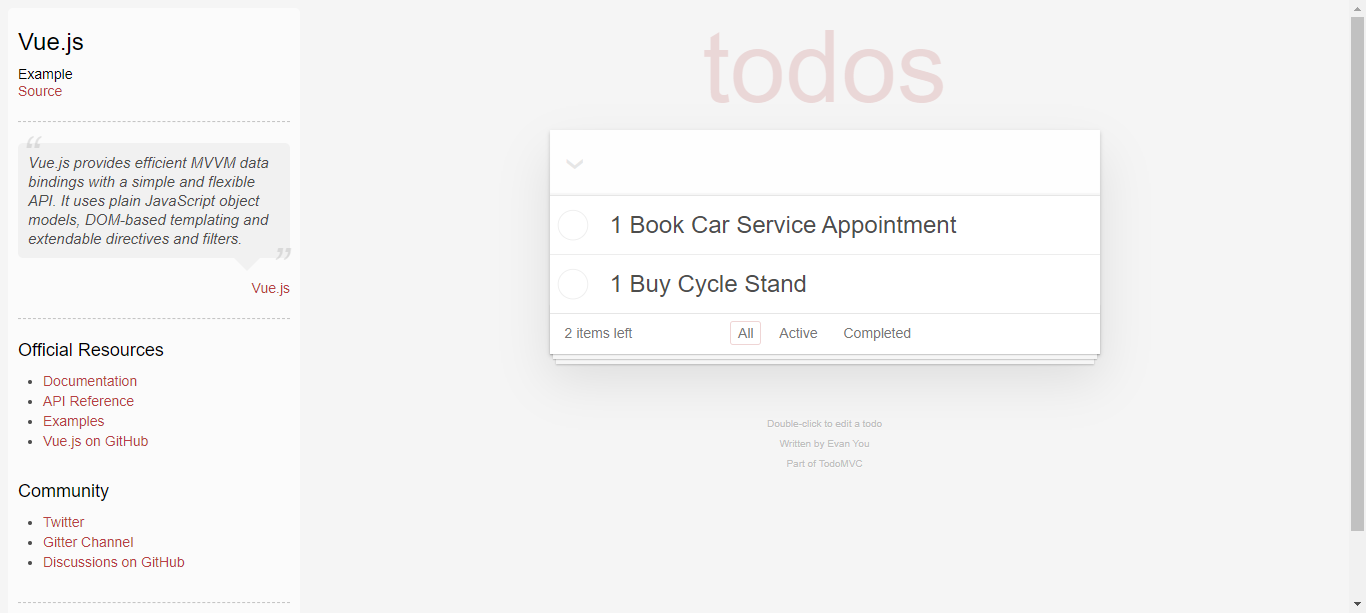 Vue.js
Example
Source
“
Vue.js provides efficient MVVM data
bindings with a simple and flexible
API. It uses plain JavaScript object
models, DOM-based templating and
extendable directives and filters.
”
Vue.js
Official Resources
Documentation
API Reference
Examples
Vue.js on GitHub
Community
Twitter
Gitter Channel
Discussions on GitHub
todos
1 Book Car Service Appointment
1 Buy Cycle Stand
2 items left All Active Completed
Double-click to edit a todo
Written by Evan You
Part of TodoMVC